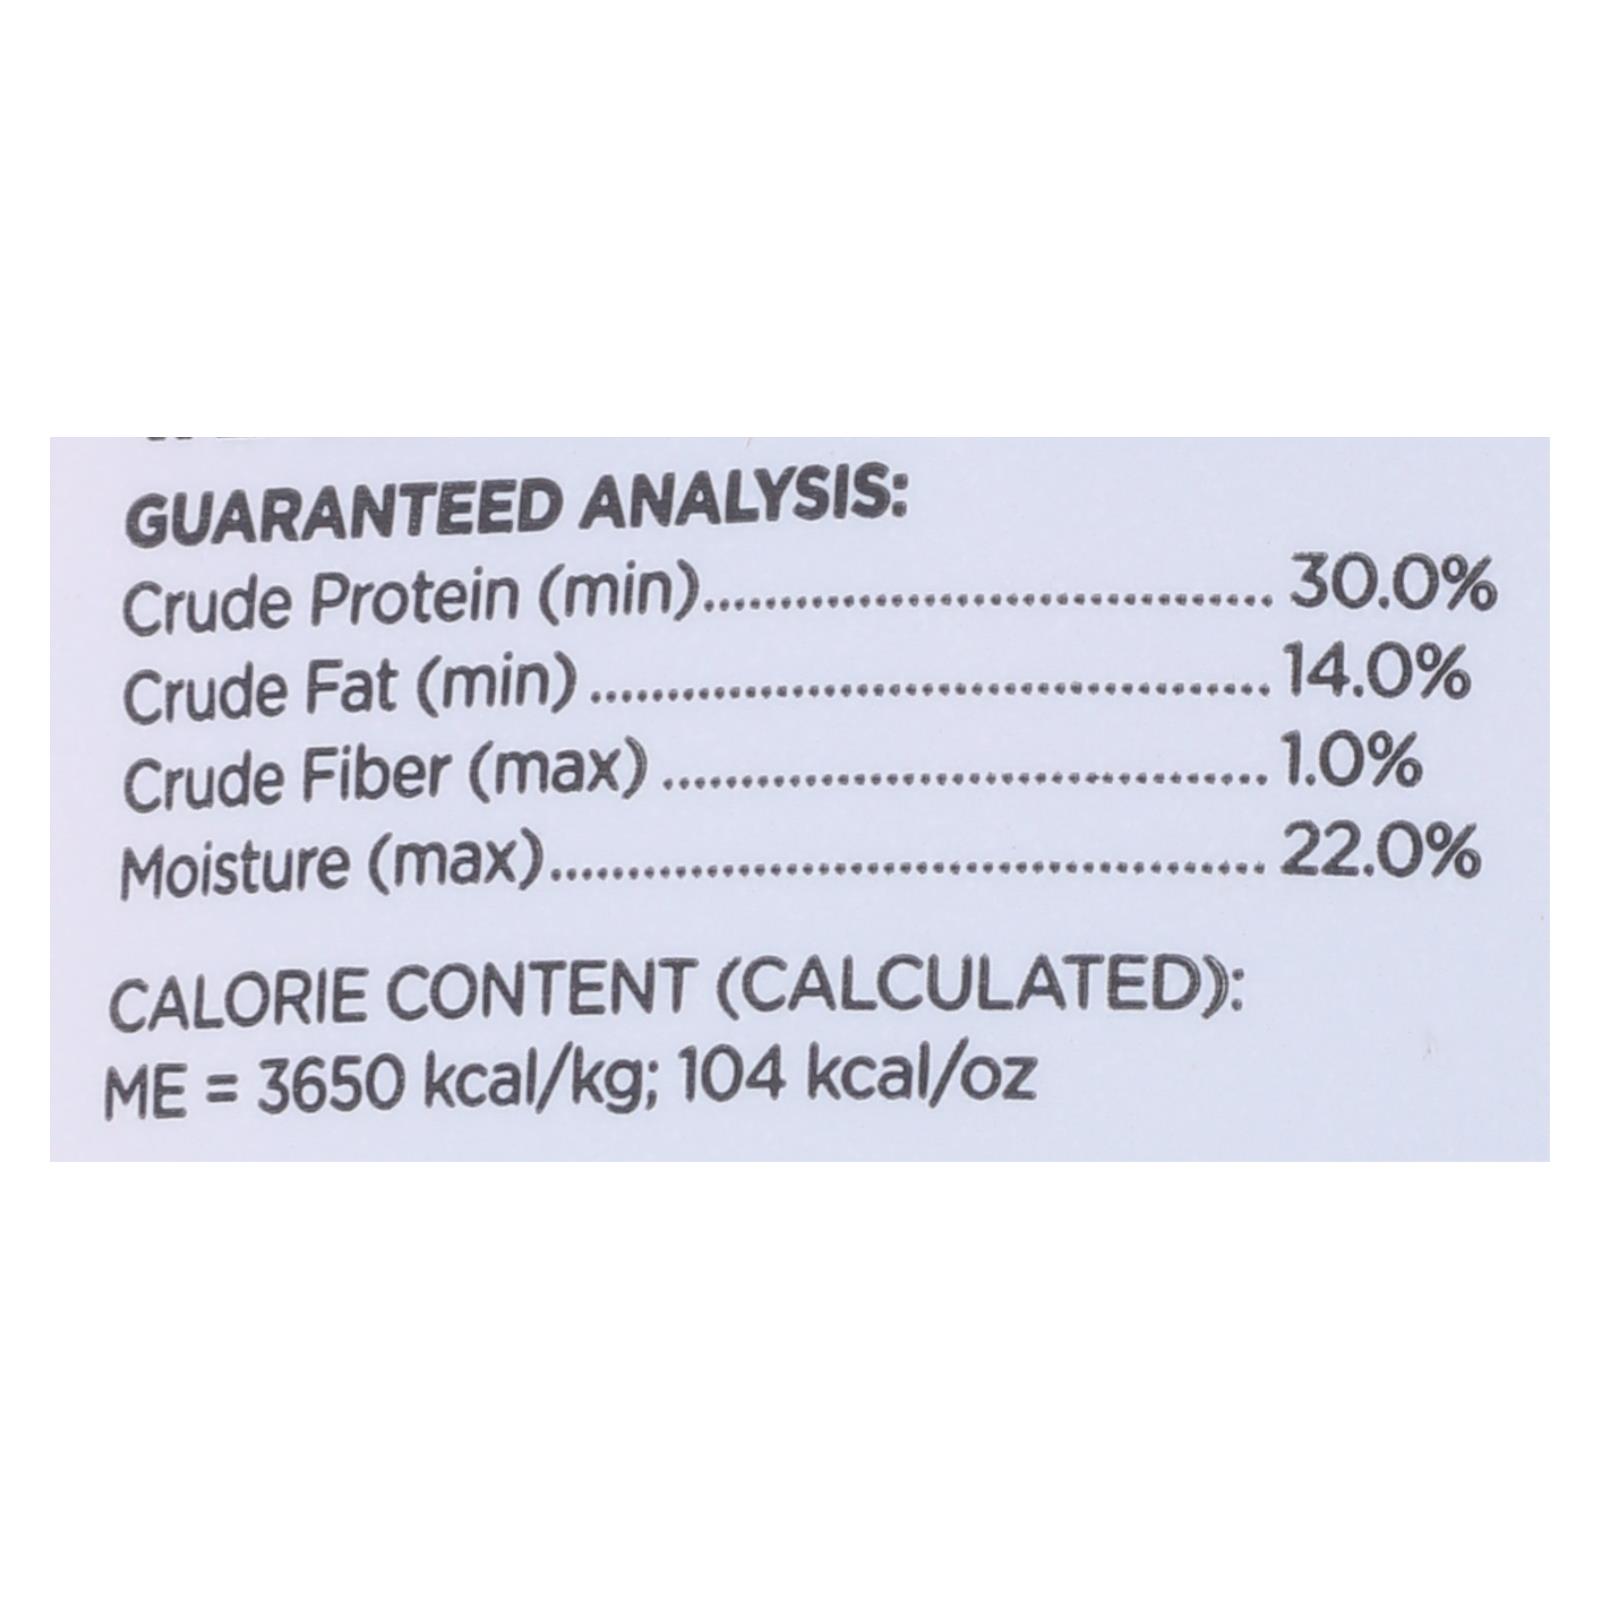 GUARANTEED ANALYSIS:
Crude Protein (min)........................................ 30.0%
Crude Fat (min) ................................................ 14.0%
Crude Fiber (max) .......................................... 1.0%
Moisture (max).................................................. 22.0%
CALORIE CONTENT (CALCULATED):
ME = 3650 kcal/kg; 104 kcal/oz